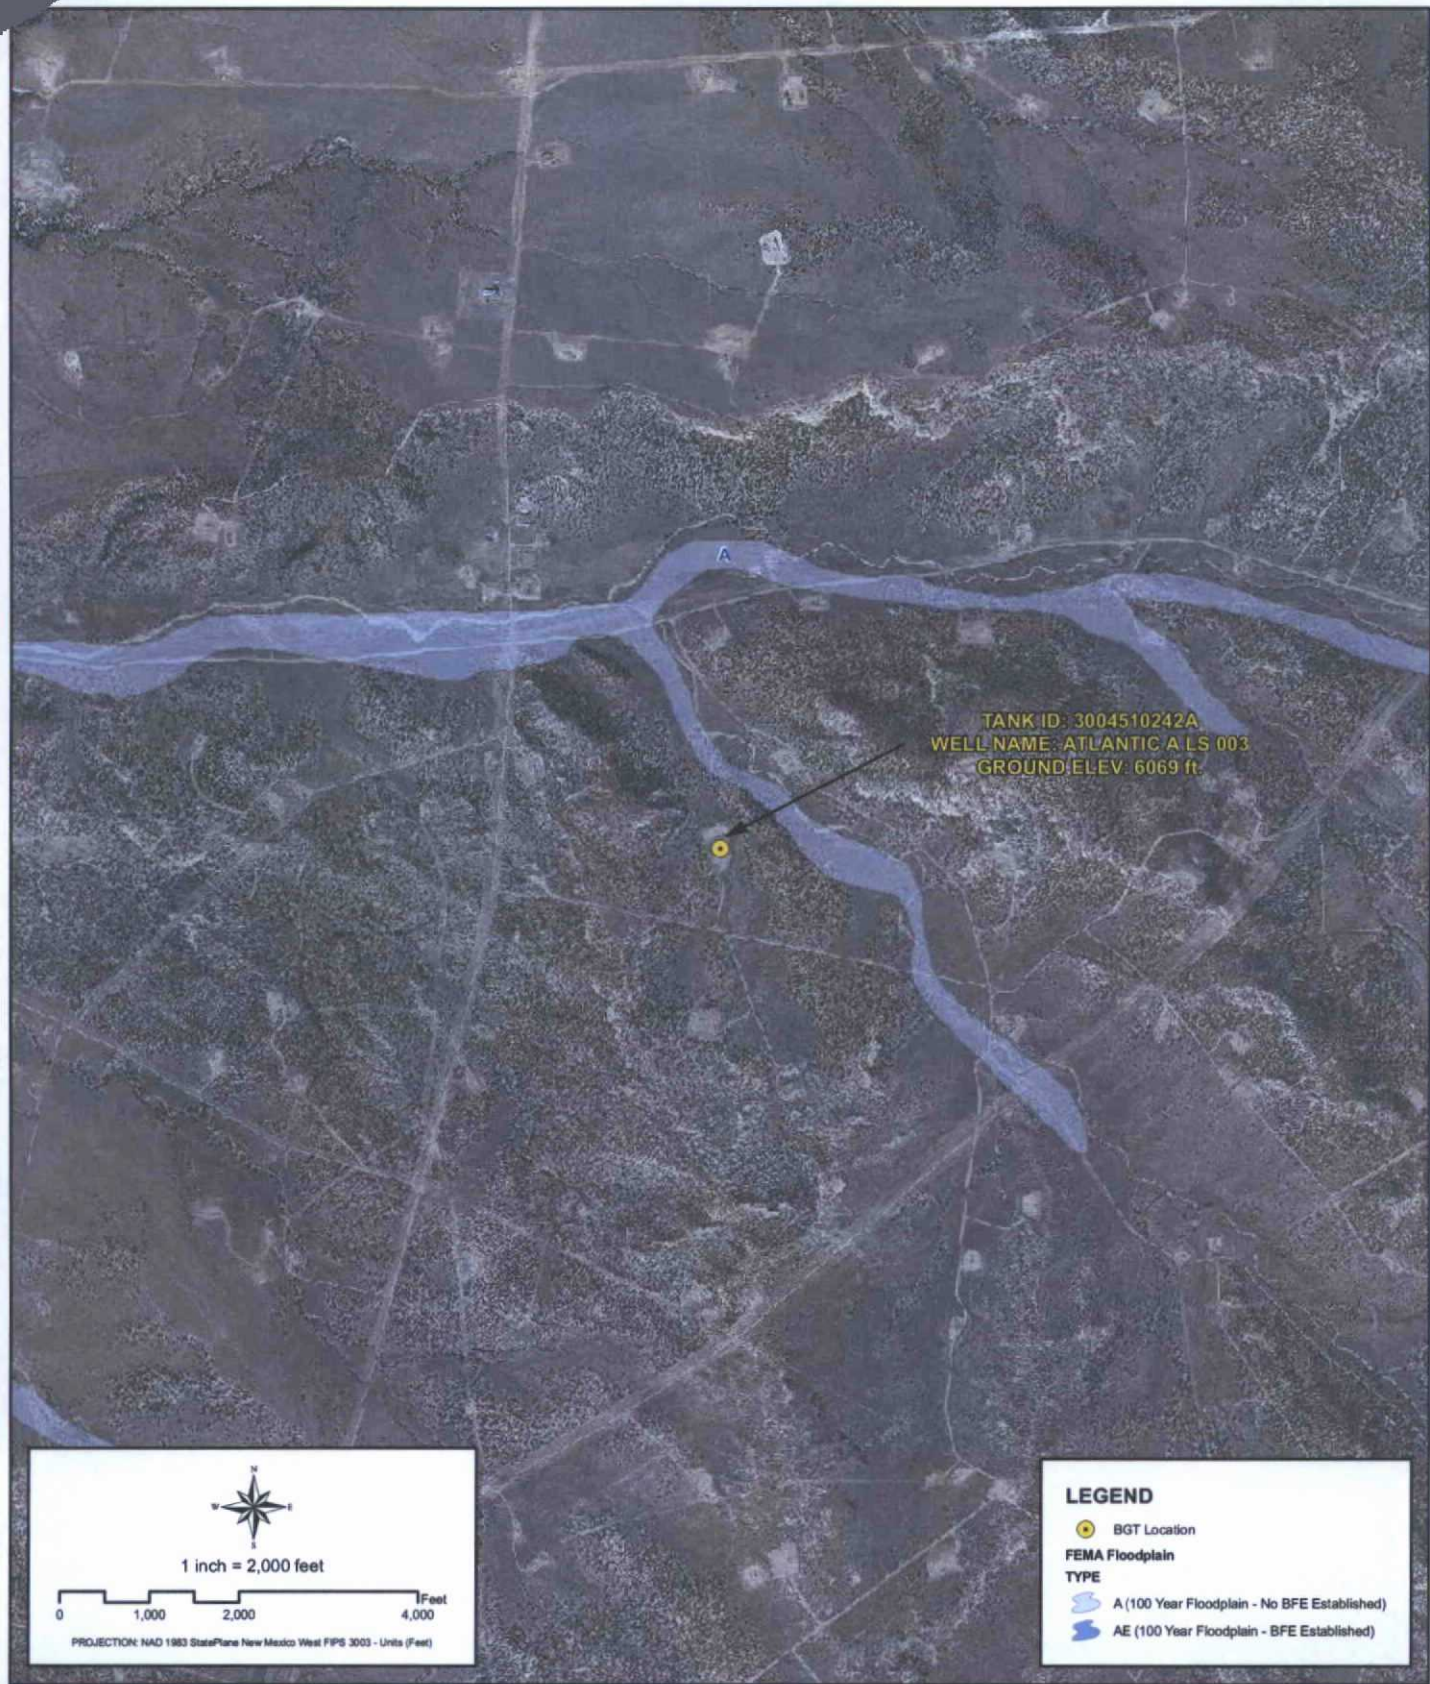 A
TANK ID: 3004510242A
WELL NAME: ATLANTIC A LS 003
GROUND ELEV: 6069 ft.
N
W
E
S
1 inch = 2,000 feet
Feet
0 1,000 2,000 4,000
PROJECTION: NAD 1983 StatePlane New Mexico West FIPS 3003 - Units (Feet)
LEGEND
BGT Location
FEMA Floodplain
TYPE
A (100 Year Floodplain - No BFE Established)
AE (100 Year Floodplain - BFE Established)